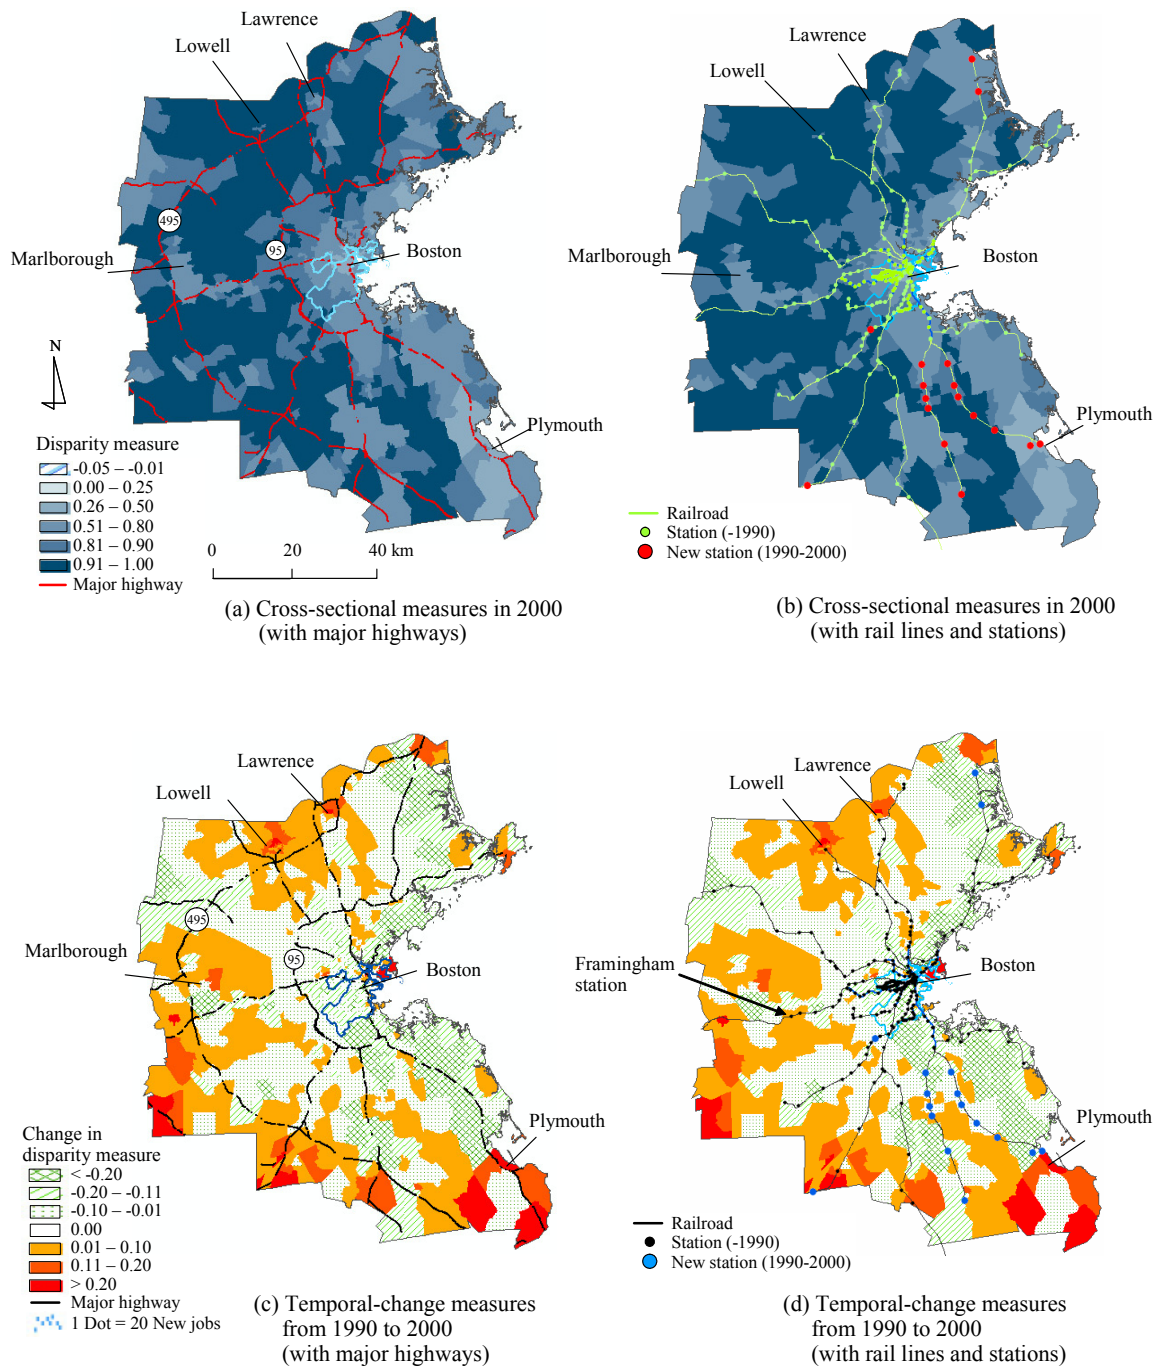 Lawrence
Lowell
495
95
Marlborough
Boston
N
Plymouth
Disparity measure
-0.05 – -0.01
0.00 – 0.25
0.26 – 0.50
0.51 – 0.80
0.81 – 0.90
0.91 – 1.00
Major highway
0 20 40 km
(a) Cross-sectional measures in 2000
(with major highways)
Lawrence
Lowell
Marlborough
Boston
Plymouth
Railroad
Station (-1990)
New station (1990-2000)
(b) Cross-sectional measures in 2000
(with rail lines and stations)
Lawrence
Lowell
495
Marlborough
95
Boston
Plymouth
Change in
disparity measure
< -0.20
-0.20 – -0.11
-0.10 – -0.01
0.00
0.01 – 0.10
0.11 – 0.20
> 0.20
Major highway
1 Dot = 20 New jobs
(c) Temporal-change measures
from 1990 to 2000
(with major highways)
Lawrence
Lowell
Framingham
station
Boston
Plymouth
Railroad
Station (-1990)
New station (1990-2000)
(d) Temporal-change measures
from 1990 to 2000
(with rail lines and stations)